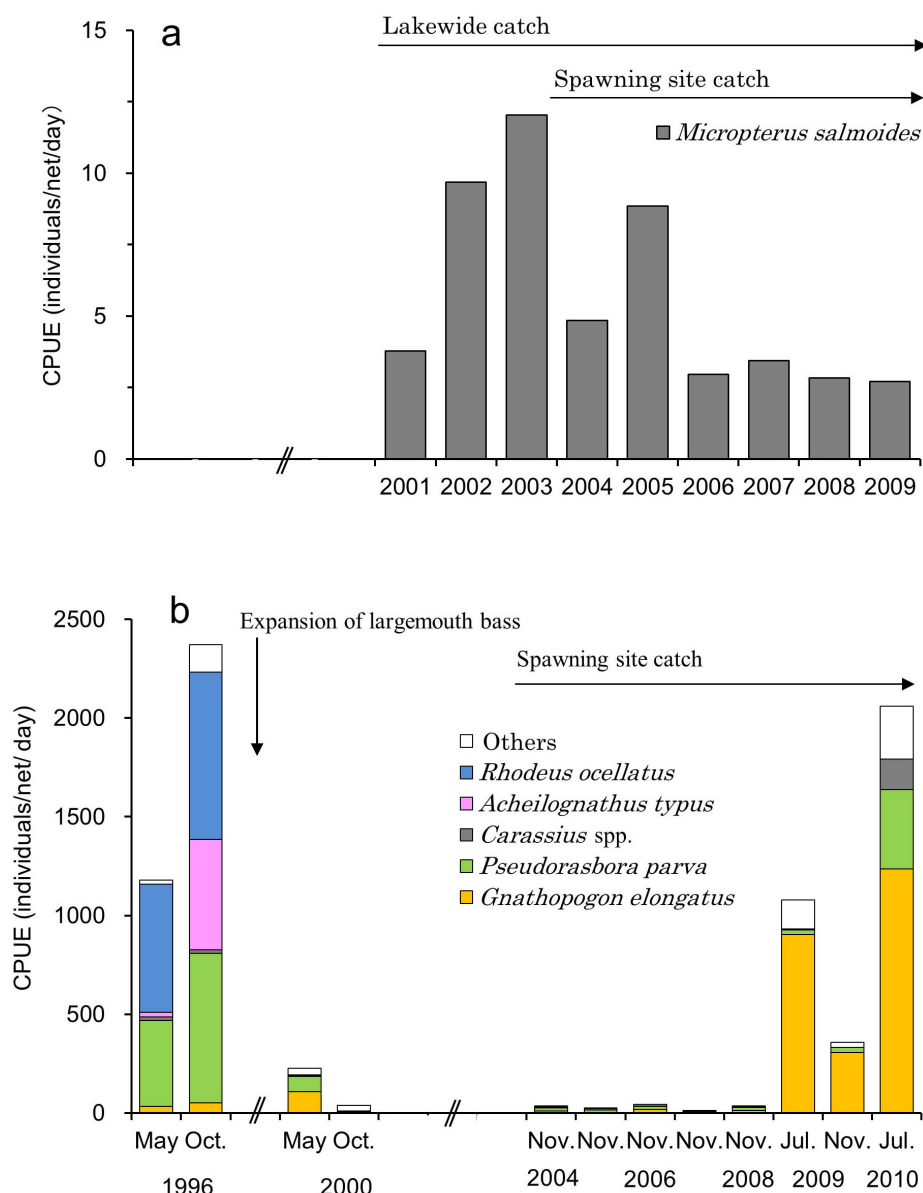 a
Lakewide catch
Spawning site catch
Micropterus salmoides
CPUE (individuals/net/day)
15
10
5
0
2001 2002 2003 2004 2005 2006 2007 2008 2009
b
Expansion of largemouth bass
Spawning site catch
Others
Rhodeus ocellatus
Acheilognathus typus
Carassius spp.
Pseudorasbora parva
Gnathopogon elongatus
CPUE (individuals/net/ day)
2500
2000
1500
1000
500
0
May Oct. May Oct. Nov. Nov. Nov. Nov. Nov. Jul. Nov. Jul.
1996 2000 2004 2006 2008 2009 2010